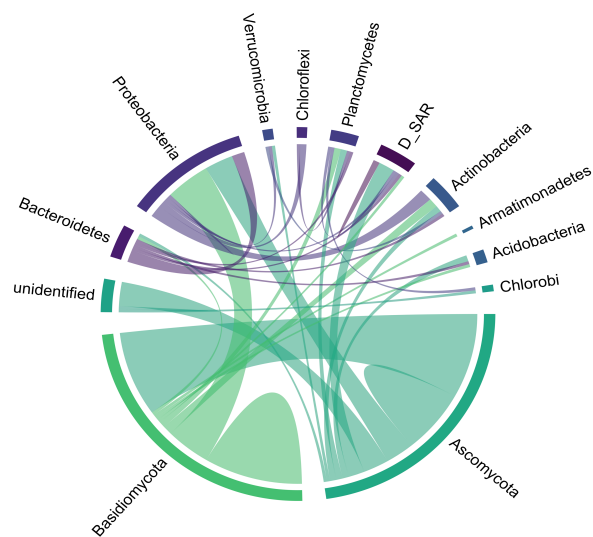 Verrucomicrobia
Chloroflexi
Planctomycetes
D_SAR
Proteobacteria
Actinobacteria
Armatimonadetes
Bacteroidetes
Acidobacteria
unidentified
Chlorobi
Basidiomycota
Ascomycota